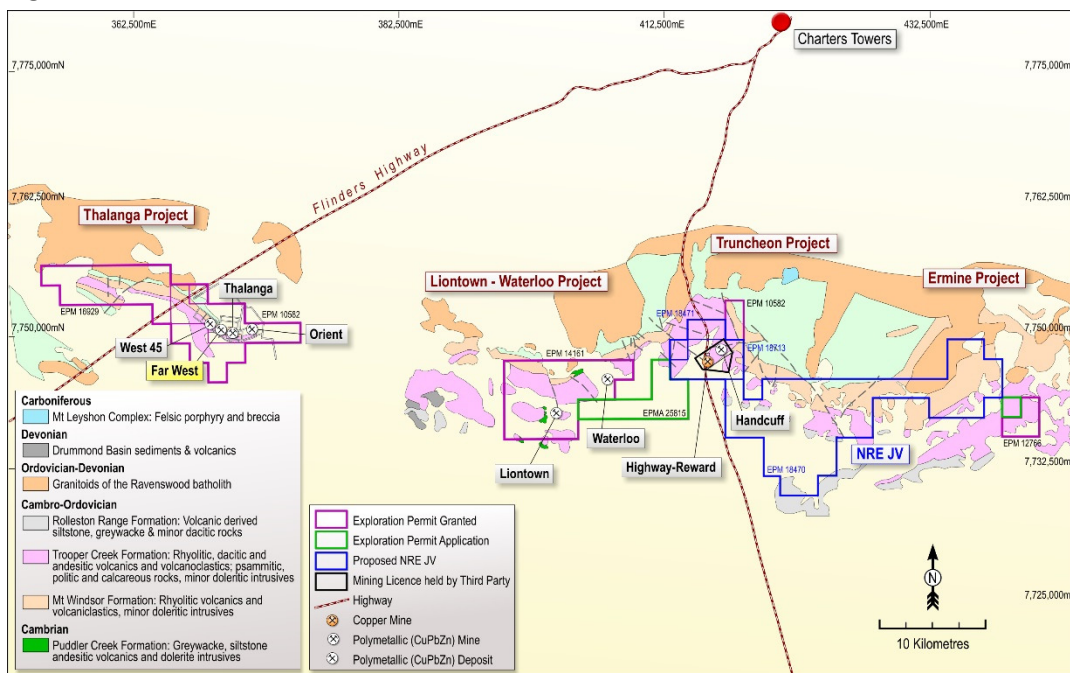 362,500mE
382,500mE
412,500mE
432,500mE
Charters Towers
7,775,000mN
7,775,000m
Flinders Highway
7,762,500mN
7,762,500m
Thalanga Project
Truncheon Project
Liontown - Waterloo Project
Ermine Project
Thalanga
EPM 16929
EPM 10582
EPM 10582
EPM 18471
7,750,000mN
7,750,000m
Orient
West 45
EPM 18713
Far West
EPM 14161
Handcuff
EPMA 25815
Waterloo
Liontown
Highway-Reward
NRE JV
EPM 12766
7,732,500m
EPM 18470
7,725,000m
Carboniferous
Mt Leyshon Complex: Felsic porphyry and breccia
Devonian
Drummond Basin sediments & volcanics
Ordovician-Devonian
Granitoids of the Ravenswood batholith
Cambro-Ordovician
Rolleston Range Formation: Volcanic derived
siltstone, greywacke & minor dacitic rocks
Trooper Creek Formation: Rhyolitic, dacitic and
andesitic volcanics and volcanoclastics; psammitic,
politic and calcareous rocks, minor doleritic intrusives
Mt Windsor Formation: Rhyolitic volcanics and
volcaniclastics, minor doleritic intrusives
Cambrian
Puddler Creek Formation: Greywacke, siltstone
andesitic volcanics and dolerite intrusives
Exploration Permit Granted
Exploration Permit Application
Proposed NRE JV
Mining Licence held by Third Party
Highway
Copper Mine
Polymetallic (CuPbZn) Mine
Polymetallic (CuPbZn) Deposit
N
10 Kilometres